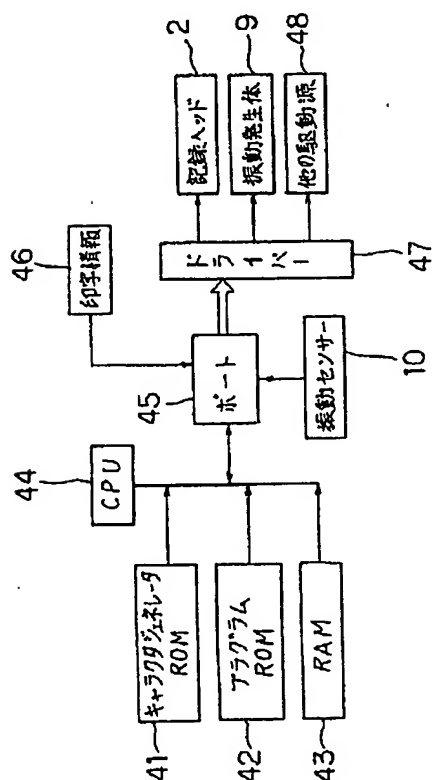 2
記録ヘッド
9
振動発生体
48
他の駆動源
46
印字情報
ドライバー
47
45
ポート
振動センサー
10
44
CPU
キャラクタジェネレータ
ROM
41
プラグラム
ROM
42
RAM
43